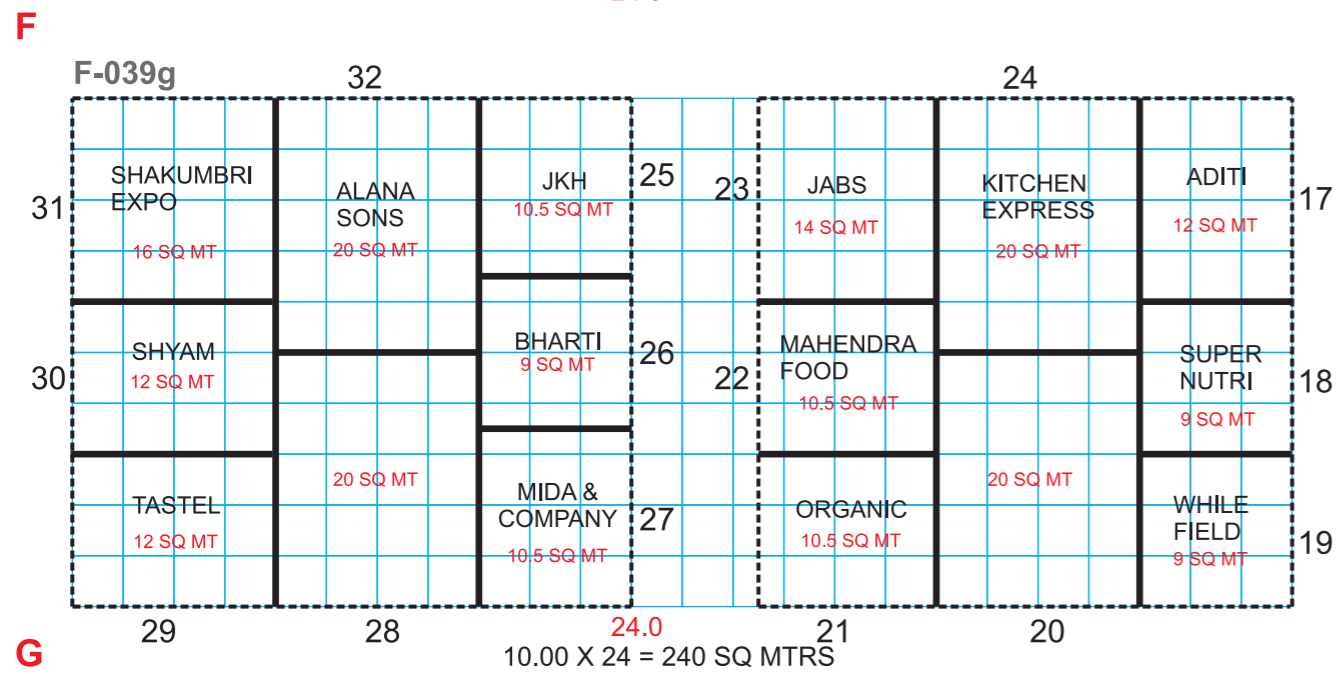 F
F-039g
32
24
SHAKUMBRI
EXPO
16 SQ MT
31
ALANA
SONS
20 SQ MT
JKH
10.5 SQ MT
25
23
JABS
14 SQ MT
KITCHEN
EXPRESS
20 SQ MT
ADITI
12 SQ MT
17
30
SHYAM
12 SQ MT
BHARTI
9 SQ MT
26
22
MAHENDRA
FOOD
10.5 SQ MT
SUPER
NUTRI
9 SQ MT
18
TASTEL
12 SQ MT
20 SQ MT
MIDA &
COMPANY
10.5 SQ MT
27
ORGANIC
10.5 SQ MT
20 SQ MT
WHILE
FIELD
9 SQ MT
19
29
28
24.0
21
20
G
10.00 X 24 = 240 SQ MTRS